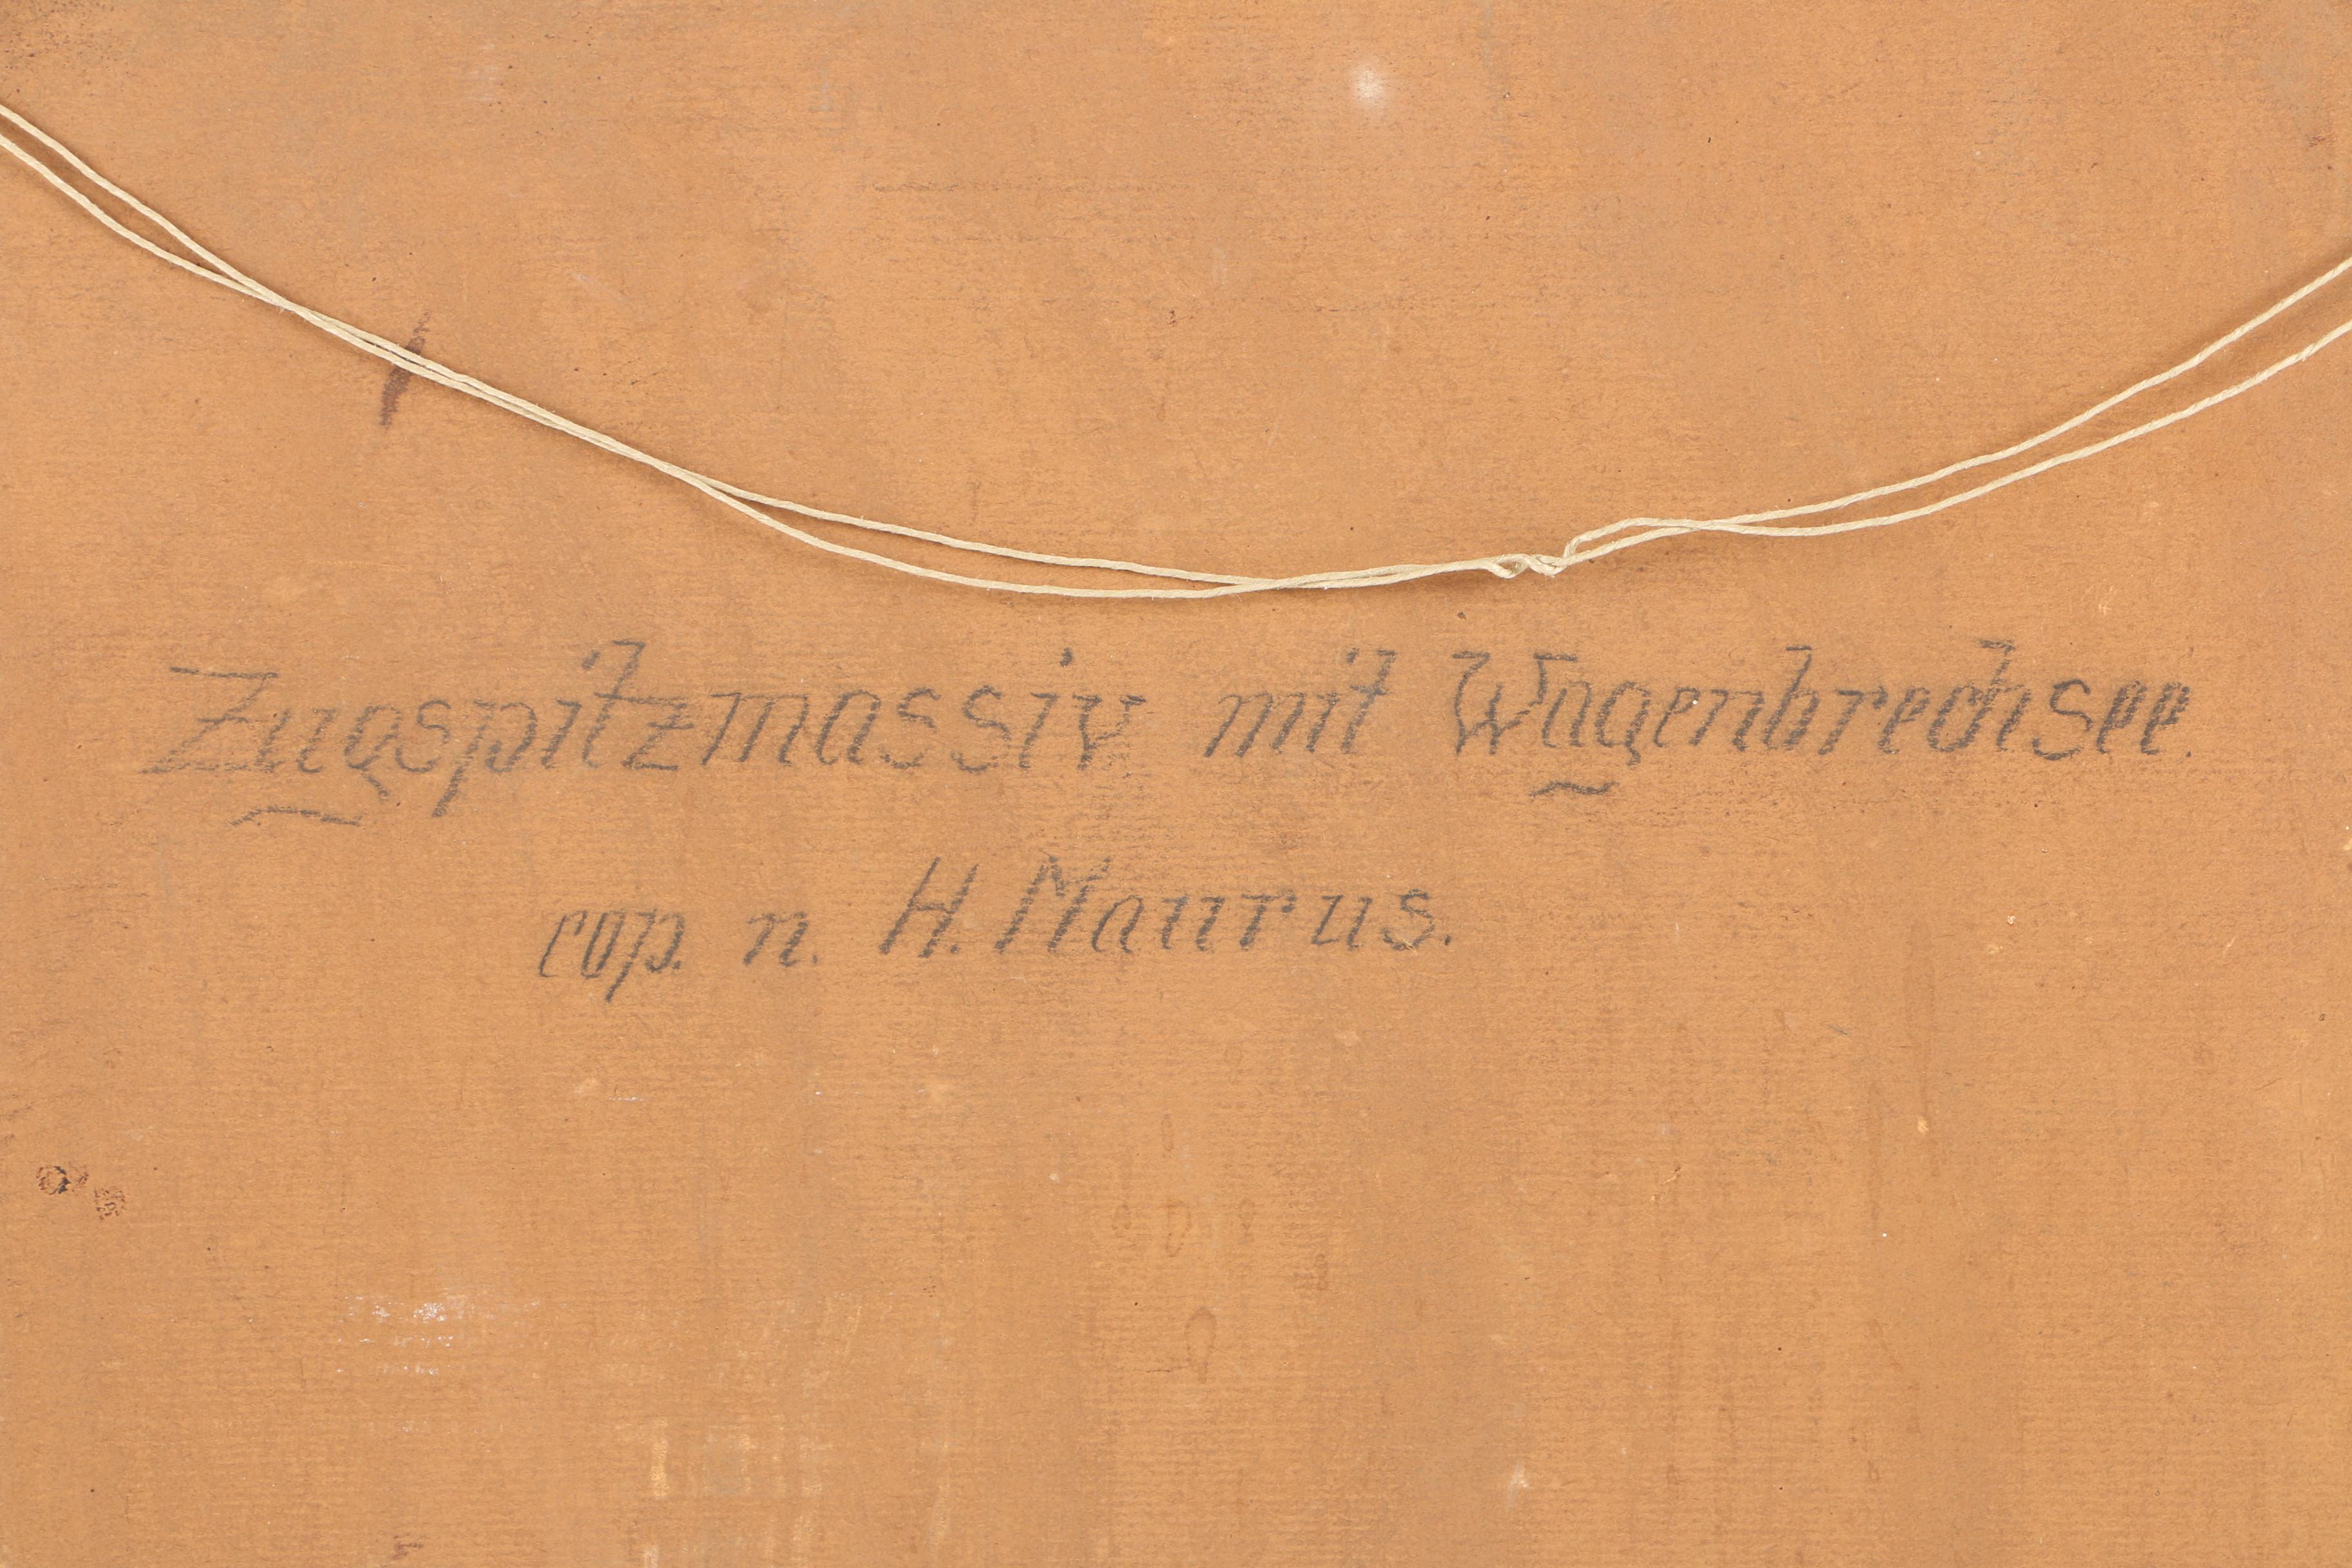 Zugspitzmassiv mit Wagenbrechsee.
cop. n. H. Maurus.